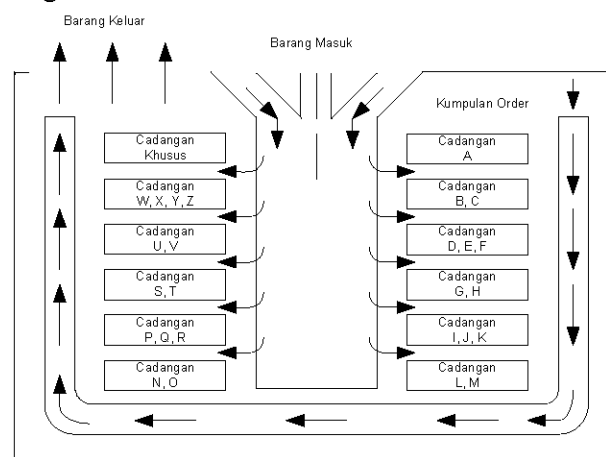 Barang Keluar
Barang Masuk
Kumpulan Order
Cadangan
Khusus
Cadangan
W, X, Y, Z
Cadangan
U, V
Cadangan
S, T
Cadangan
P, Q, R
Cadangan
N, O
Cadangan
A
Cadangan
B, C
Cadangan
D, E, F
Cadangan
G, H
Cadangan
I, J, K
Cadangan
L, M